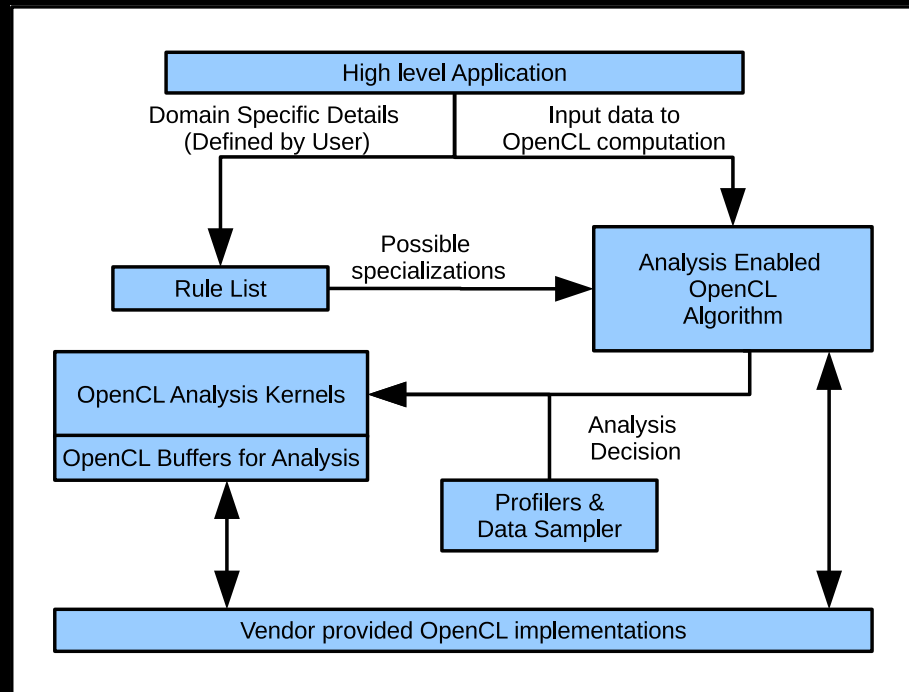 High level Application
Domain Specific Details
(Defined by User)
Input data to
OpenCL computation
Possible
specializations
Rule List
Analysis Enabled
OpenCL
Algorithm
OpenCL Analysis Kernels
OpenCL Buffers for Analysis
Analysis
Decision
Profilers &
Data Sampler
Vendor provided OpenCL implementations